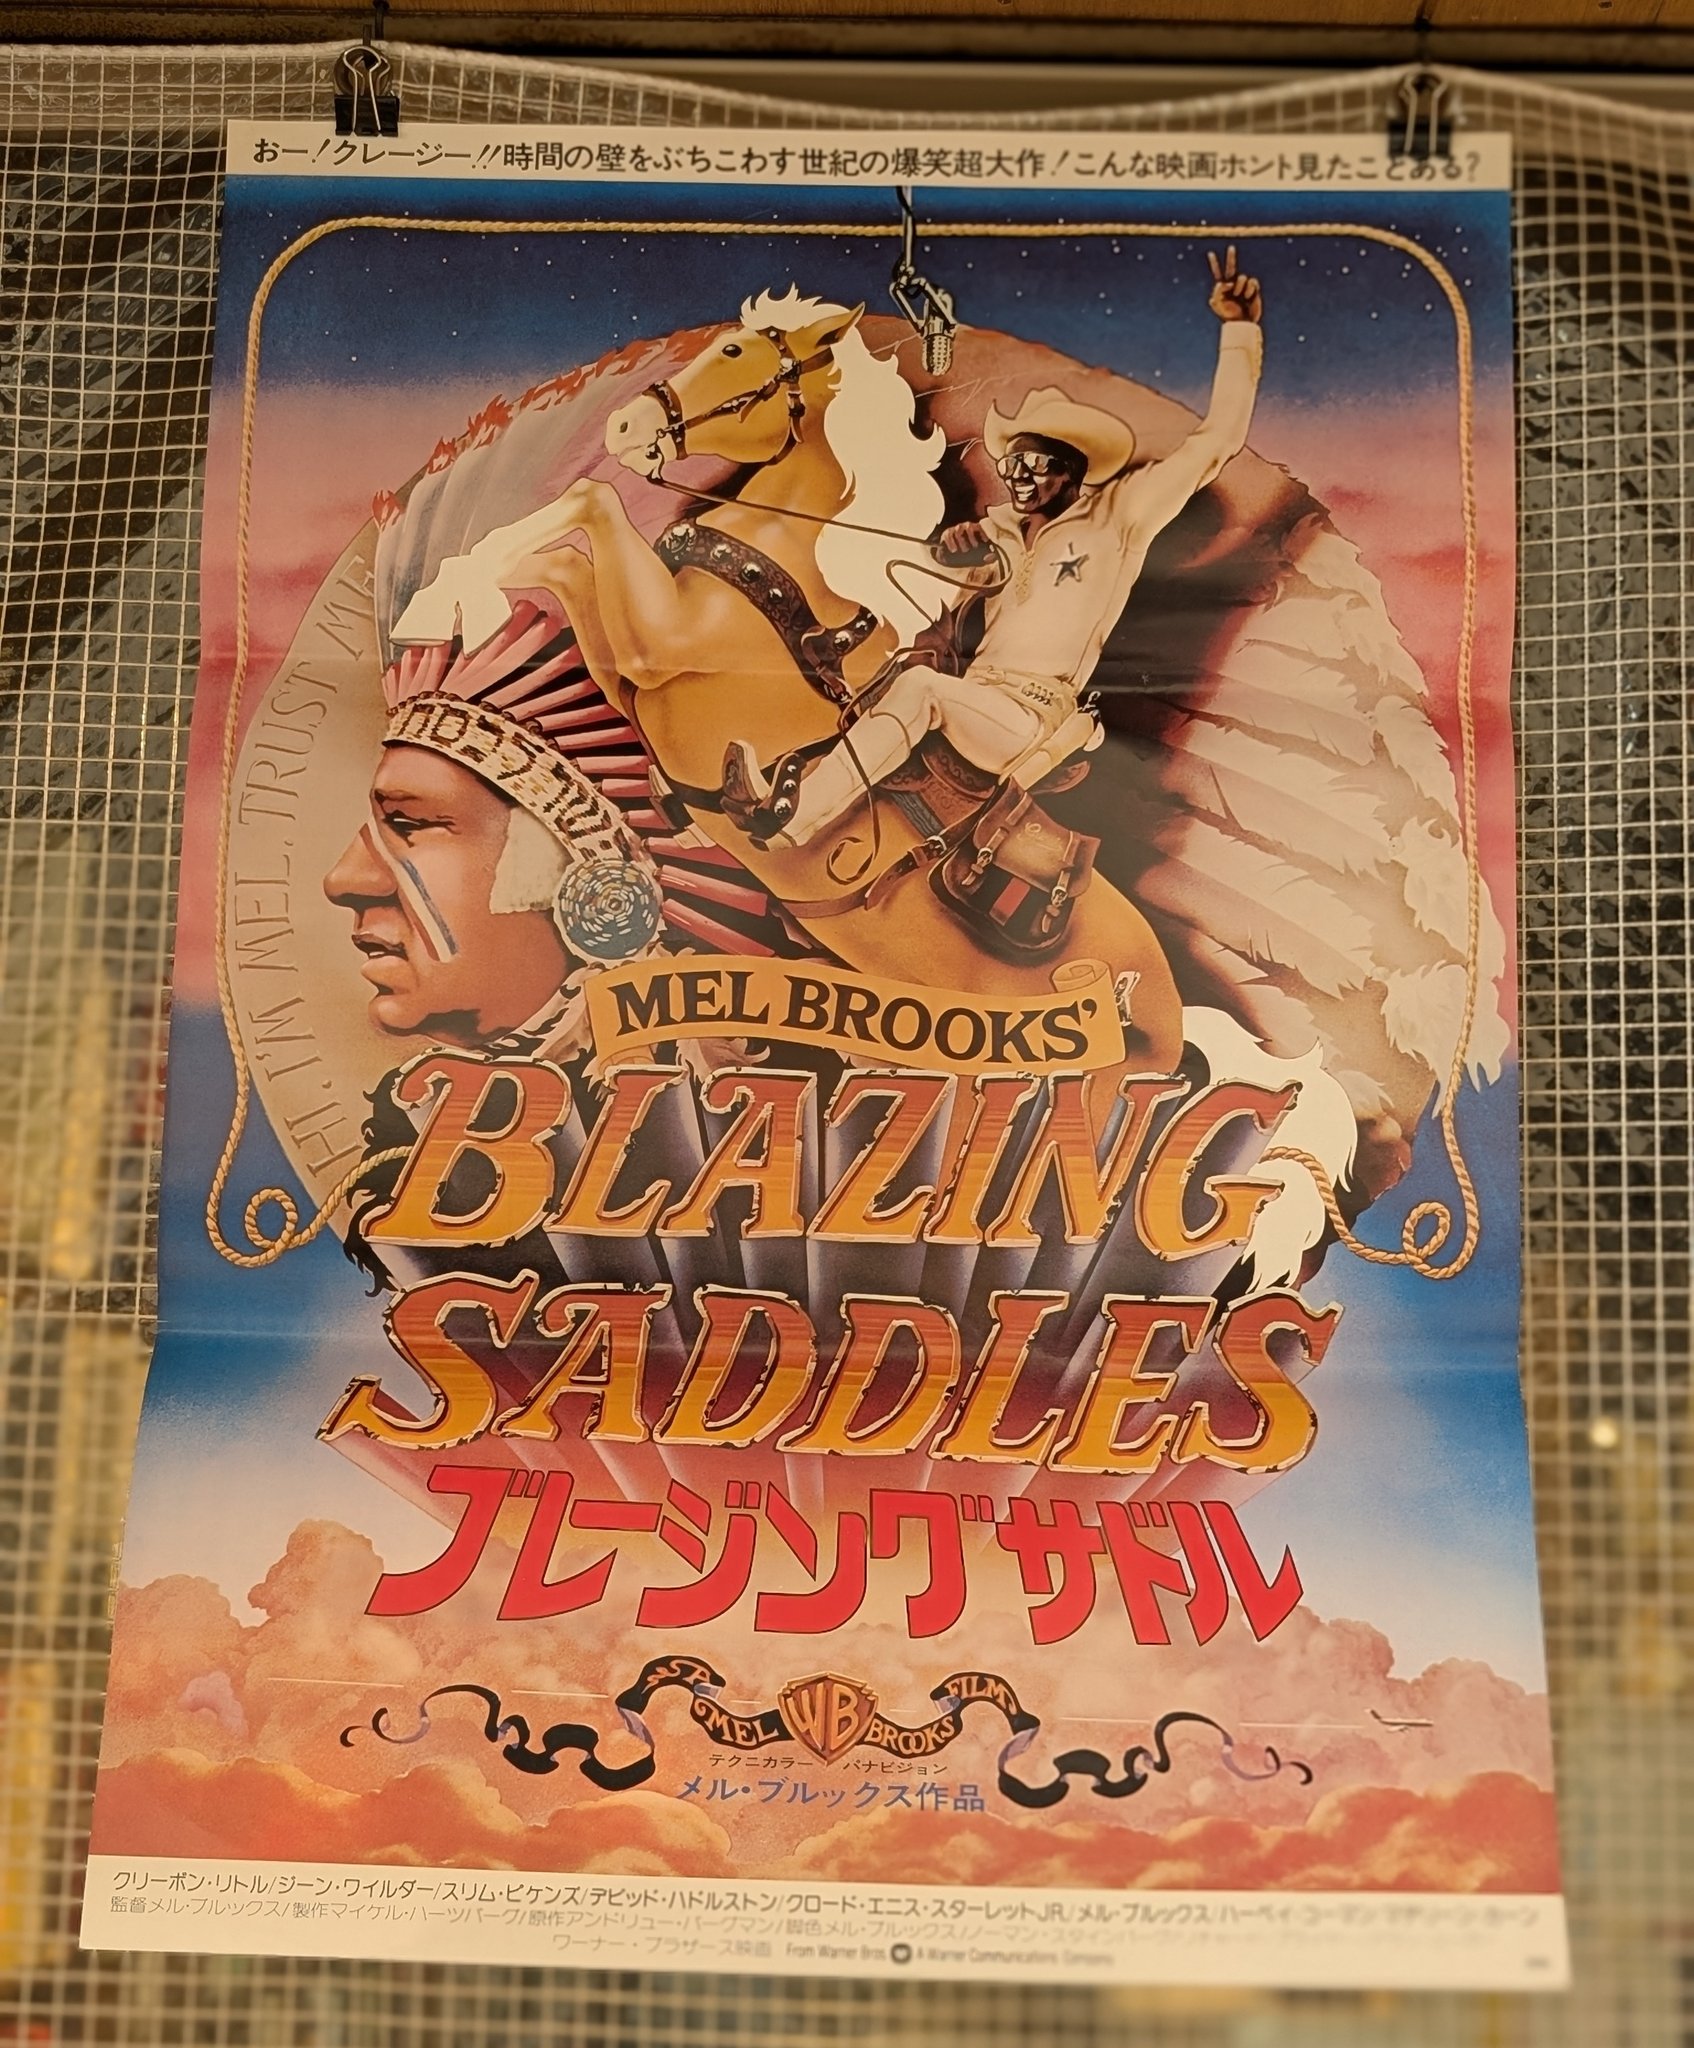 おー!クレージー!!時間の壁をぶちこわす世紀の爆笑超大作!こんな映画ホント見たことある?
HI. I'M MEL. TRUST ME
MEL BROOKS'
BLAZING
SADDLES
ブレージングサドル
A MEL WB BROOKS FILM
テクニカラー パナビジョン
メル・ブルックス作品
クリーボン・リトル/ジーン・ワイルダー/スリム・ピケンズ/デビッド・ハドルストン/クロード・エニス・スターレットJR/メル・ブルックス/ハーベイ・コーマン
監督メル・ブルックス/製作マイケル・ハーツバーグ/原作アンドリュー・バーグマン/脚色メル・ブルックス/ノーマン・スタインバーグ
ワーナー・ブラザース映画 From Warner Bros A Warner Communications Company